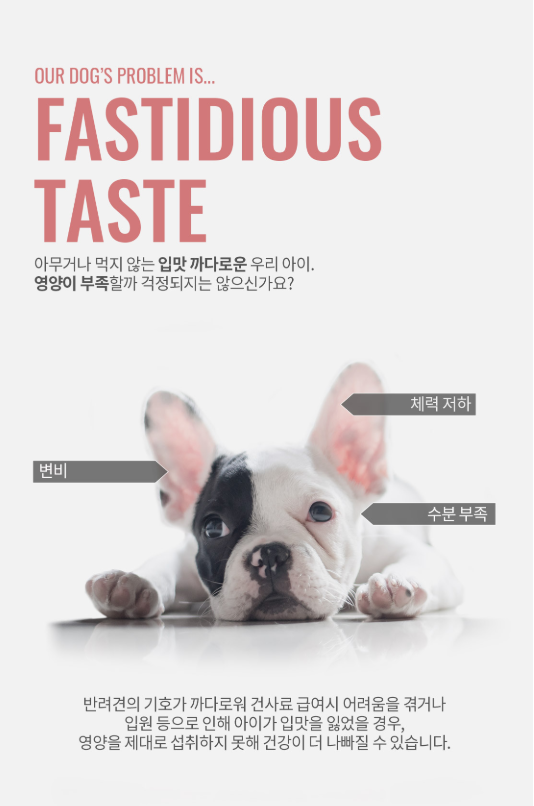 OUR DOG'S PROBLEM IS...
FASTIDIOUS
TASTE
아무거나 먹지 않는 입맛 까다로운 우리 아이.
영양이 부족할까 걱정되지는 않으신가요?
체력 저하
변비
수분 부족
반려견의 기호가 까다로워 건사료 급여시 어려움을 겪거나
입원 등으로 인해 아이가 입맛을 잃었을 경우,
영양을 제대로 섭취하지 못해 건강이 더 나빠질 수 있습니다.